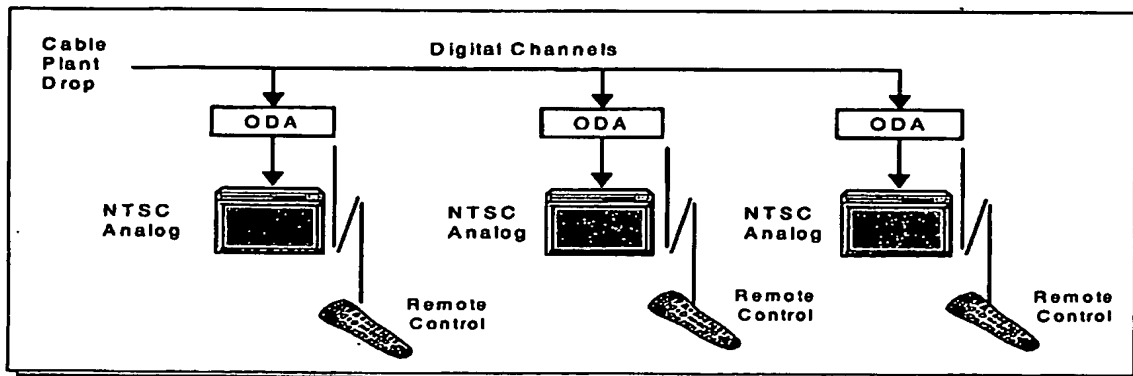 Cable
Plant
Drop
Digital Channels
ODA
ODA
ODA
NTSC
Analog
NTSC
Analog
NTSC
Analog
Remote
Control
Remote
Control
Remote
Control